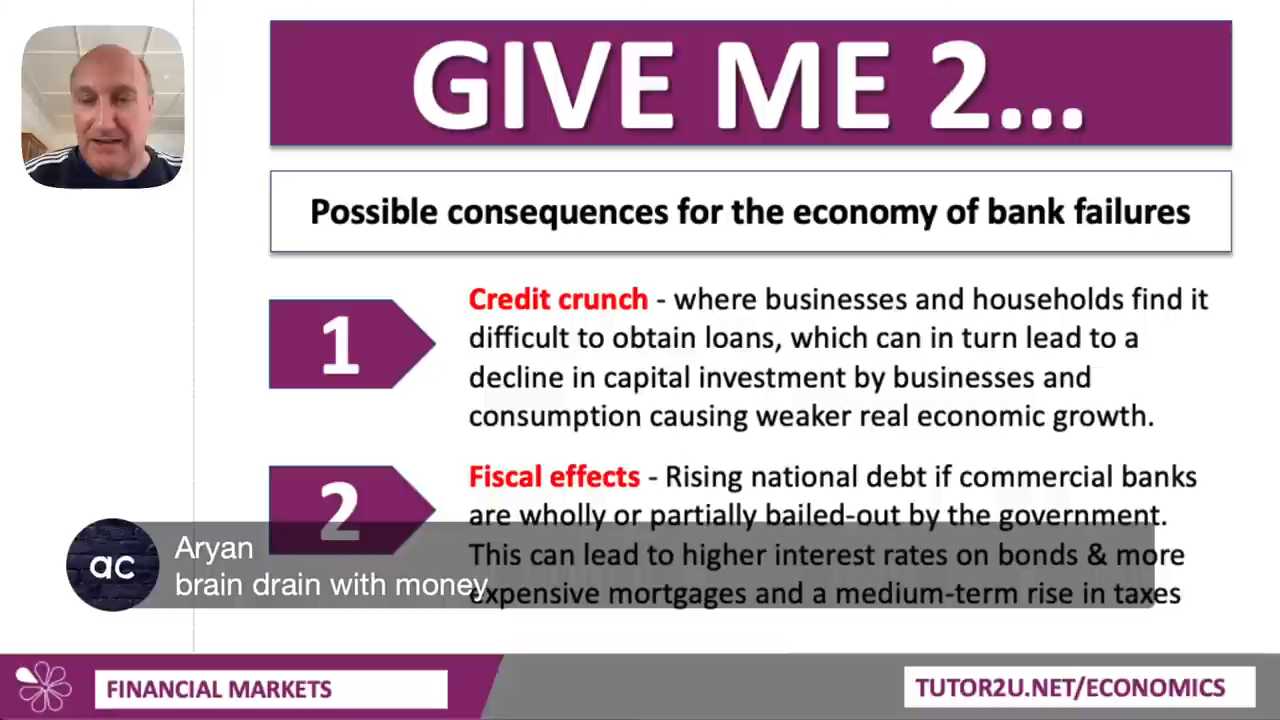 GIVE ME 2...
Possible consequences for the economy of bank failures
1
Credit crunch - where businesses and households find it
difficult to obtain loans, which can in turn lead to a
decline in capital investment by businesses and
consumption causing weaker real economic growth.
2
Fiscal effects - Rising national debt if commercial banks
are wholly or partially bailed-out by the government.
This can lead to higher interest rates on bonds & more
expensive mortgages and a medium-term rise in taxes
ac
Aryan
brain drain with money
FINANCIAL MARKETS
TUTOR2U.NET/ECONOMICS